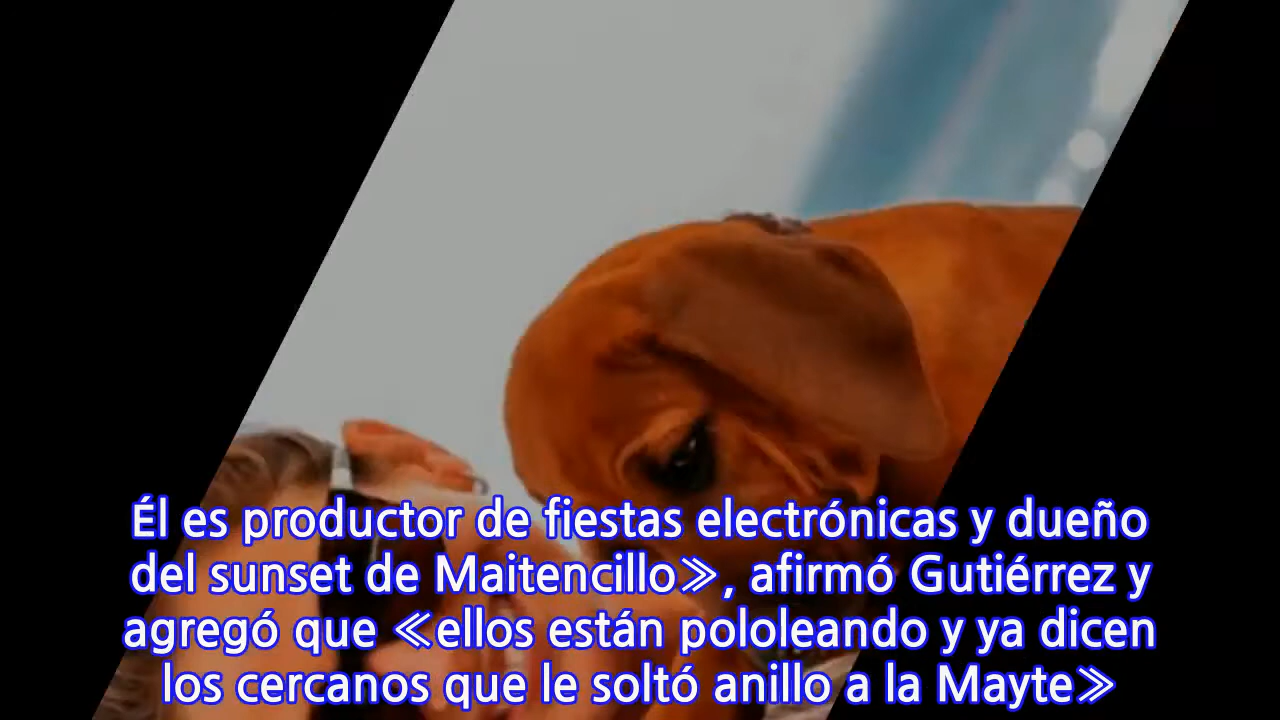 Él es productor de fiestas electrónicas y dueño
del sunset de Maitencillo≫, afirmó Gutiérrez y
agregó que ≪ellos están pololeando y ya dicen
los cercanos que le soltó anillo a la Mayte≫